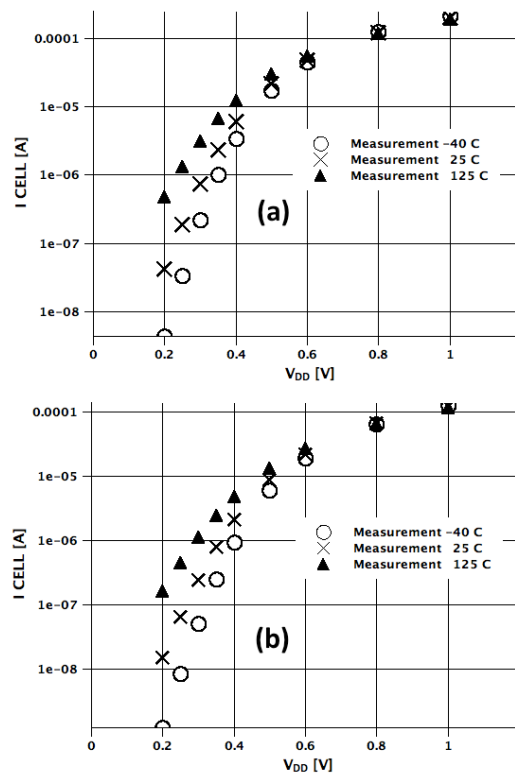 0.0001
1e-05
1e-06
1e-07
1e-08
I CELL [A]
Measurement -40 C
Measurement 25 C
Measurement 125 C
(a)
0 0.2 0.4 0.6 0.8 1
VDD [V]
0.0001
1e-05
1e-06
1e-07
1e-08
I CELL [A]
Measurement -40 C
Measurement 25 C
Measurement 125 C
(b)
0 0.2 0.4 0.6 0.8 1
VDD [V]